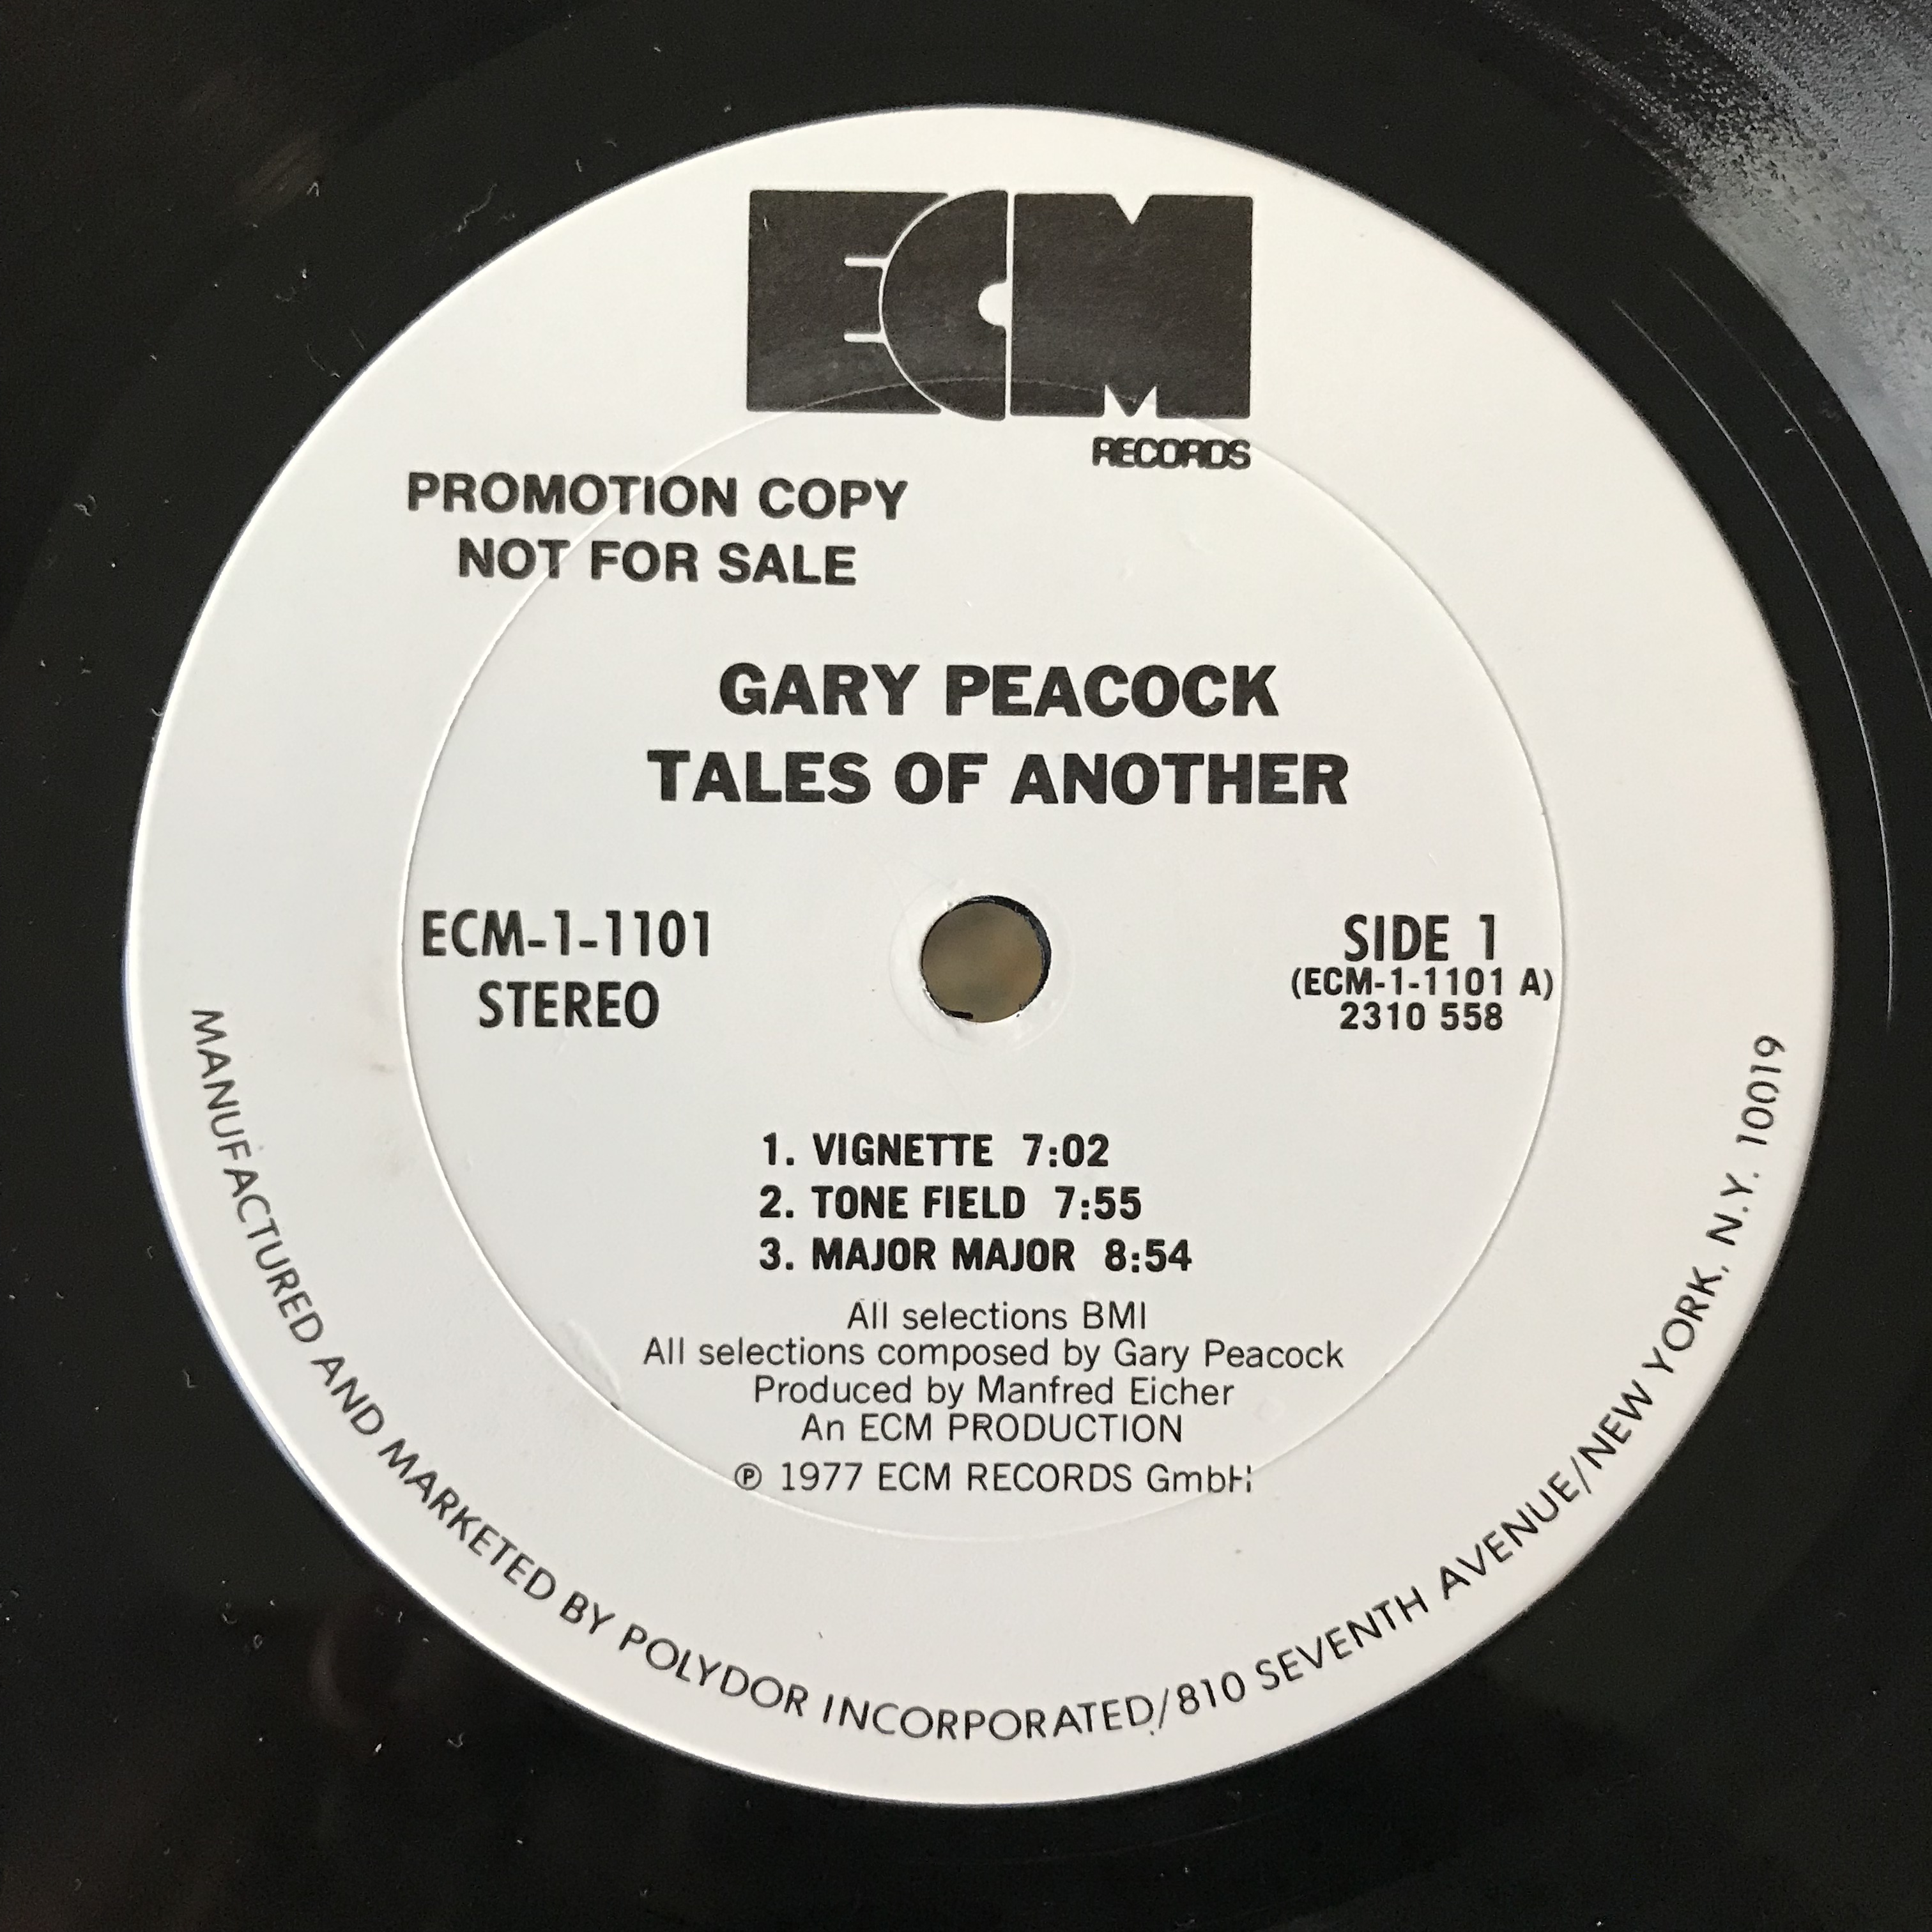 ECM
RECORDS
PROMOTION COPY
NOT FOR SALE
GARY PEACOCK
TALES OF ANOTHER
ECM-1-1101
STEREO
SIDE 1
(ECM-1-1101 A)
2310 558
1. VIGNETTE 7:02
2. TONE FIELD 7:55
3. MAJOR MAJOR 8:54
All selections BMI
All selections composed by Gary Peacock
Produced by Manfred Eicher
An ECM PRODUCTION
℗ 1977 ECM RECORDS GmbH
MANUFACTURED AND MARKETED BY POLYDOR INCORPORATED/810 SEVENTH AVENUE/NEW YORK, N.Y. 10019